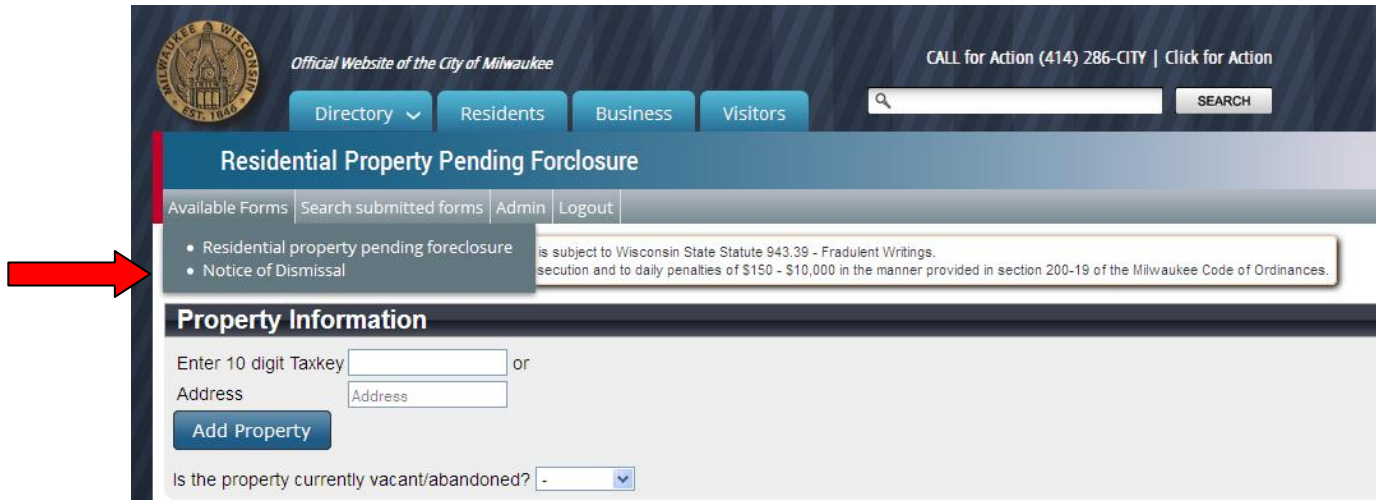 MILWAUKEE WISCONSIN
EST. 1846
Official Website of the City of Milwaukee
CALL for Action (414) 286-CITY | Click for Action
Directory
Residents
Business
Visitors
SEARCH
Residential Property Pending Forclosure
Available Forms Search submitted forms Admin Logout
• Residential property pending foreclosure
• Notice of Dismissal
is subject to Wisconsin State Statute 943.39 - Fradulent Writings.
secution and to daily penalties of $150 - $10,000 in the manner provided in section 200-19 of the Milwaukee Code of Ordinances.
Property Information
Enter 10 digit Taxkey or
Address Address
Add Property
Is the property currently vacant/abandoned? -